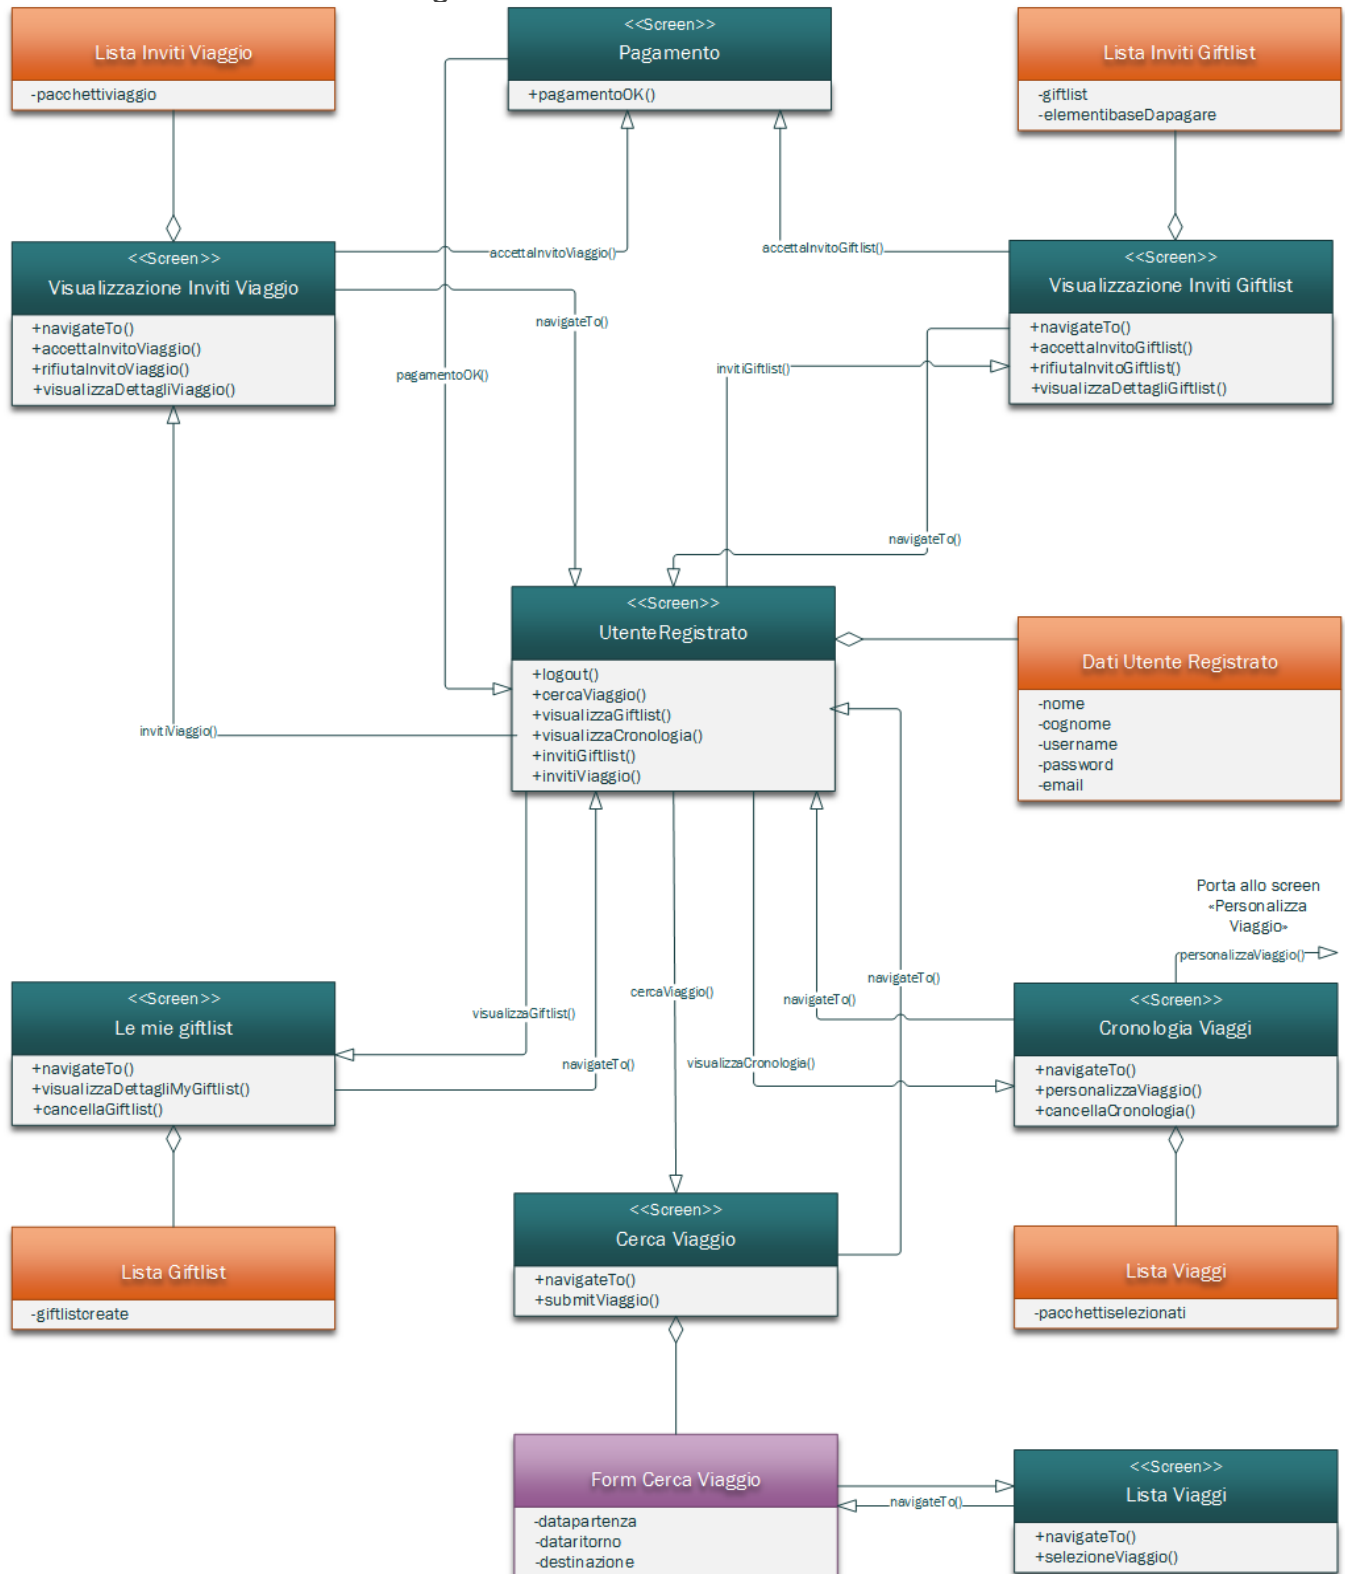 <<Screen>>
Pagamento
+pagamentoOK()
Lista Inviti Viaggio
-pacchettiviaggio
Lista Inviti Giftlist
-giftlist
-elementibaseDapagare
accettaInvitoViaggio()
accettaInvitoGiftlist()
<<Screen>>
Visualizzazione Inviti Viaggio
+navigateTo()
+accettaInvitoViaggio()
+rifiutaInvitoViaggio()
+visualizzaDettagliViaggio()
<<Screen>>
Visualizzazione Inviti Giftlist
+navigateTo()
+accettaInvitoGiftlist()
+rifiutaInvitoGiftlist()
+visualizzaDettagliGiftlist()
navigateTo()
invitiGiftlist()
pagamentoOK()
navigateTo()
<<Screen>>
UtenteRegistrato
+logout()
+cercaViaggio()
+visualizzaGiftlist()
+visualizzaCronologia()
+invitiGiftlist()
+invitiViaggio()
Dati Utente Registrato
-nome
-cognome
-username
-password
-email
invitiViaggio()
Porta allo screen
«Personalizza
Viaggio»
personalizzaViaggio()
navigateTo()
cercaViaggio()
navigateTo()
visualizzaGiftlist()
navigateTo()
visualizzaCronologia()
<<Screen>>
Le mie giftlist
+navigateTo()
+visualizzaDettagliMyGiftlist()
+cancellaGiftlist()
<<Screen>>
Cronologia Viaggi
+navigateTo()
+personalizzaViaggio()
+cancellaCronologia()
<<Screen>>
Cerca Viaggio
+navigateTo()
+submitViaggio()
Lista Giftlist
-giftlistcreate
Lista Viaggi
-pacchettiselezionati
Form Cerca Viaggio
-datapartenza
-dataritorno
-destinazione
navigateTo()
<<Screen>>
Lista Viaggi
+navigateTo()
+selezioneViaggio()